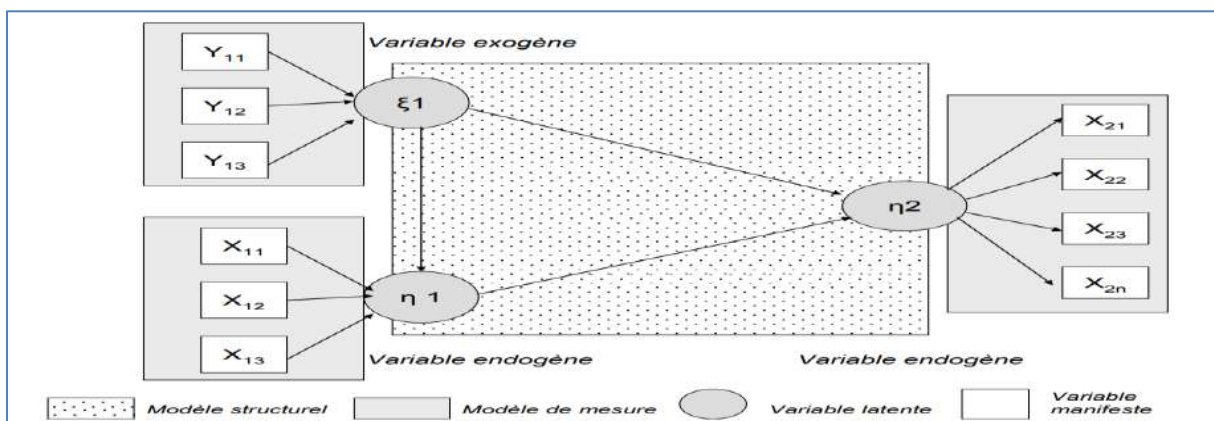 Y11
Variable exogène
ξ1
Y12
Y13
X11
X12
η 1
X13
Variable endogène
η2
X21
X22
X23
X2n
Variable endogène
Modèle structurel
Modèle de mesure
Variable latente
Variable
manifeste